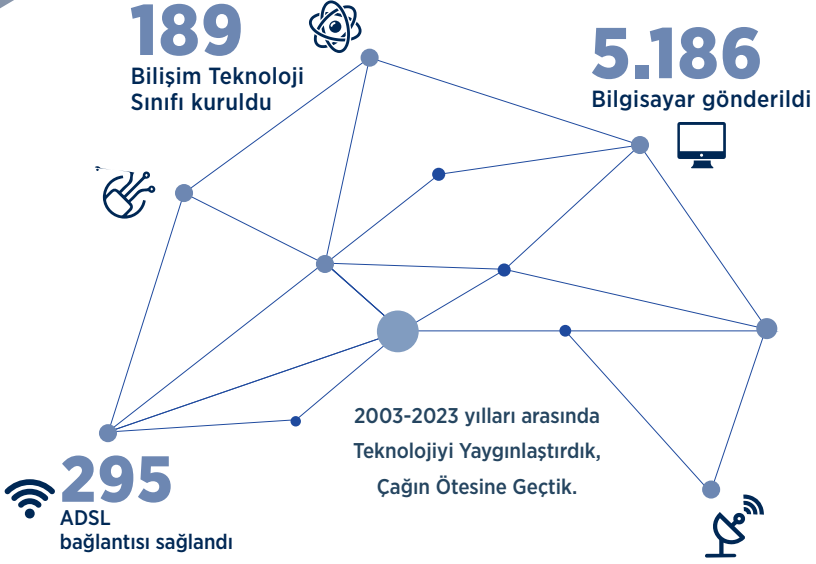 189
Bilişim Teknoloji
Sınıfı kuruldu
5.186
Bilgisayar gönderildi
2003-2023 yılları arasında
Teknolojiyi Yaygınlaştırdık,
Çağın Ötesine Geçtik.
295
ADSL
bağlantısı sağlandı